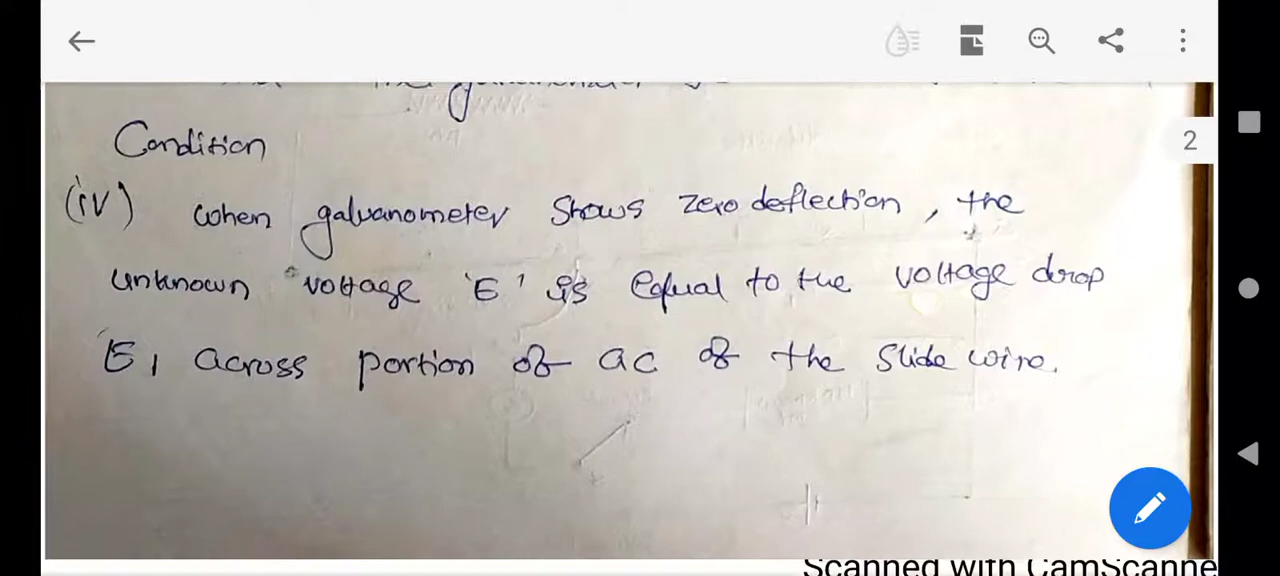 2
Condition
(iv) when galvanometer shows zero deflection, the
unknown voltage 'E' is equal to the voltage drop
E1 across portion of ac of the slide wire.
Scanned with CamScanne